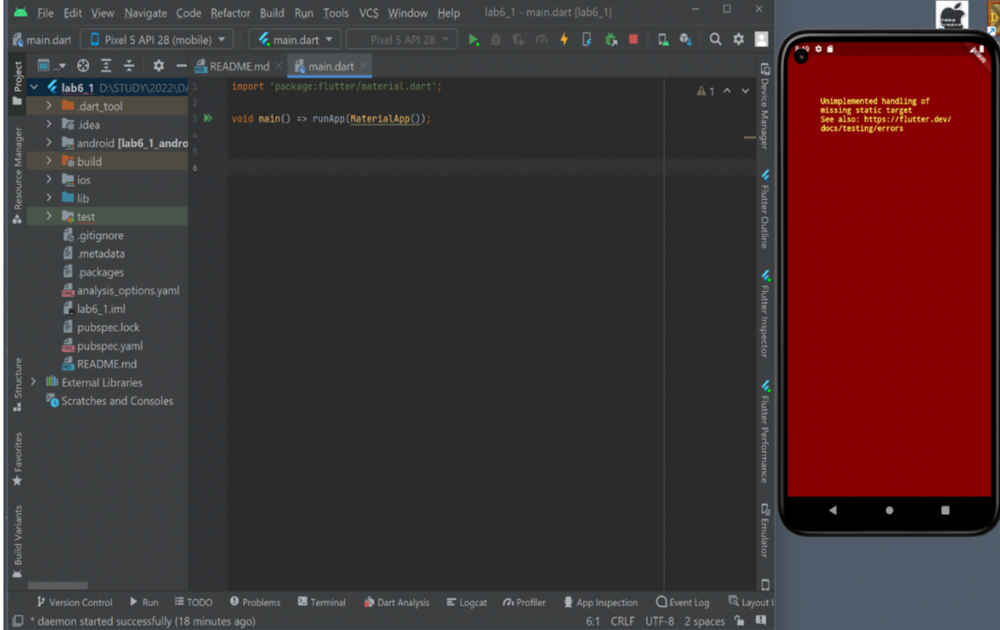 File Edit View Navigate Code Refactor Build Run Tools VCS Window Help lab6_1 - main.dart [lab6_1]
main.dart Pixel 5 API 28 (mobile) main.dart Pixel 5 API 28
Project
... README.md main.dart
lab6_1 D:\STUDY\2022\DA
.dart_tool
.idea
android [lab6_1_andro
build
ios
lib
test
.gitignore
.metadata
.packages
analysis_options.yaml
lab6_1.iml
pubspec.lock
pubspec.yaml
README.md
External Libraries
Scratches and Consoles
Resource Manager
Structure
Favorites
Build Variants
1 import 'package:flutter/material.dart';
2
3 void main() => runApp(MaterialApp());
4
5
6
1
Device Manager
Flutter Outline
Flutter Inspector
Flutter Performance
Emulator
Version Control Run TODO Problems Terminal Dart Analysis Logcat Profiler App Inspection Event Log Layout I
* daemon started successfully (18 minutes ago) 6:1 CRLF UTF-8 2 spaces
DEBUG
Unimplemented handling of
missing static target
See also: https://flutter.dev/
docs/testing/errors